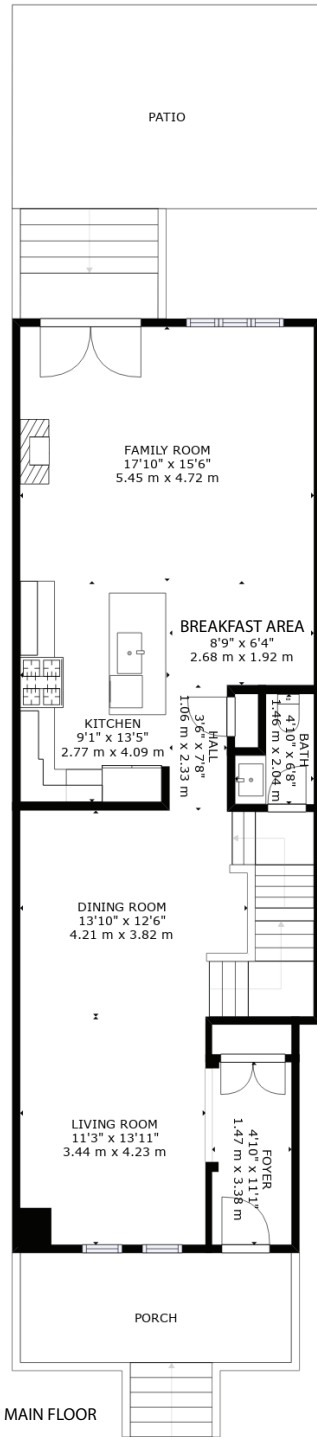 PATIO
FAMILY ROOM
17'10" x 15'6"
5.45 m x 4.72 m
BREAKFAST AREA
8'9" x 6'4"
2.68 m x 1.92 m
KITCHEN
9'1" x 13'5"
2.77 m x 4.09 m
HALL
3'6" x 7'8"
1.06 m x 2.33 m
BATH
4'10" x 6'8"
1.46 m x 2.04 m
DINING ROOM
13'10" x 12'6"
4.21 m x 3.82 m
LIVING ROOM
11'3" x 13'11"
3.44 m x 4.23 m
FOYER
4'10" x 11'1"
1.47 m x 3.38 m
PORCH
MAIN FLOOR